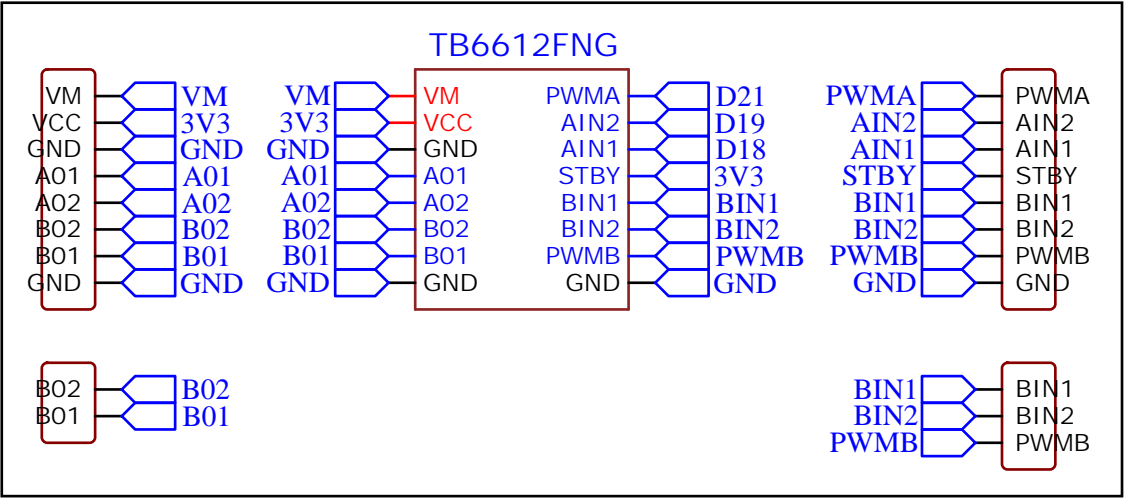 TB6612FNG
VM VM VM VM PWMA D21 PWMA PWMA
VCC 3V3 3V3 VCC AIN2 D19 AIN2 AIN2
GND GND GND GND AIN1 D18 AIN1 AIN1
A01 A01 A01 A01 STBY 3V3 STBY STBY
A02 A02 A02 A02 BIN1 BIN1 BIN1 BIN1
B02 B02 B02 B02 BIN2 BIN2 BIN2 BIN2
B01 B01 B01 B01 PWMB PWMB PWMB PWMB
GND GND GND GND GND GND GND GND
B02 B02 BIN1 BIN1
B01 B01 BIN2 BIN2
PWMB PWMB